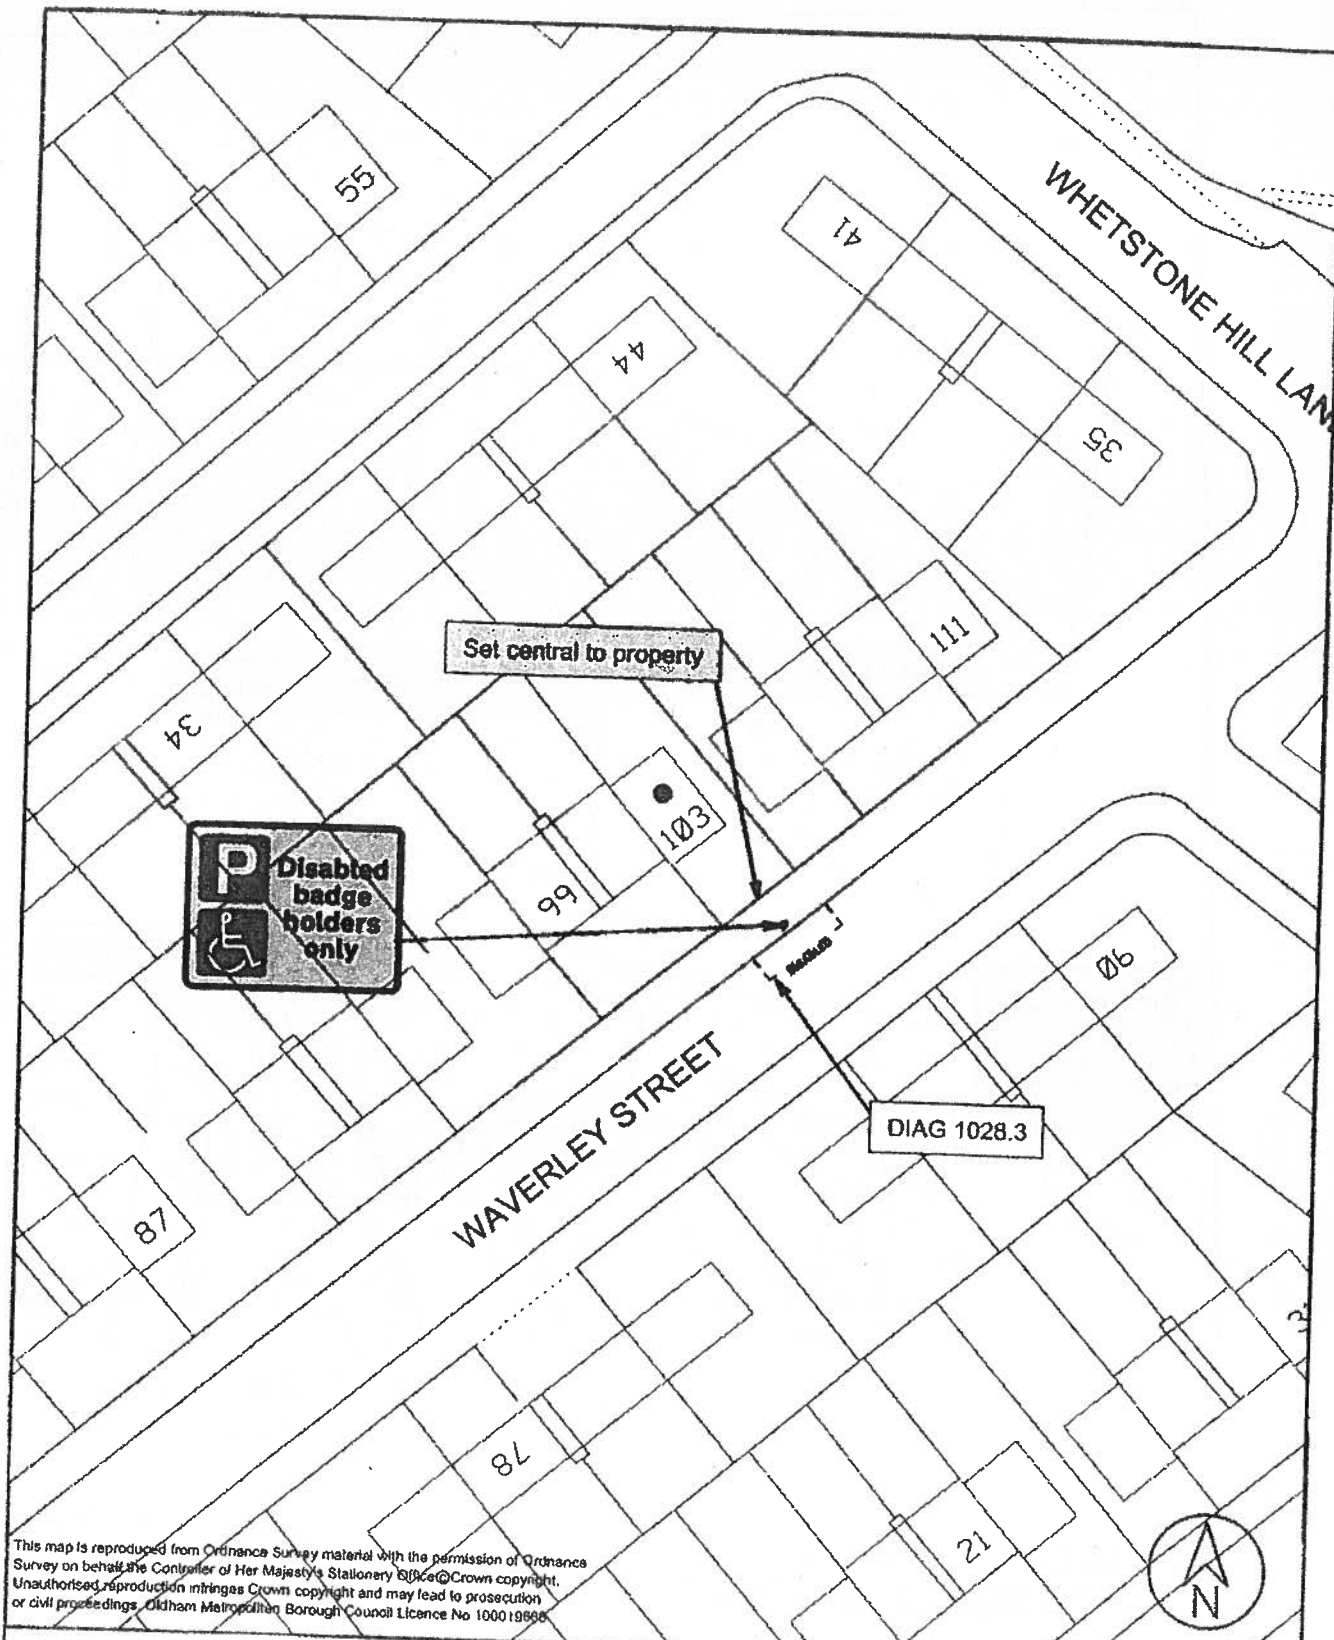 55
41
WHETSTONE HILL LAN
44
35
Set central to property
111
34
103
P
Disabled
badge
holders
only
99
90
WAVERLEY STREET
DIAG 1028.3
87
78
21
N
This map is reproduced from Ordnance Survey material with the permission of Ordnance
Survey on behalf the Controller of Her Majesty's Stationery Office©Crown copyright.
Unauthorised reproduction infringes Crown copyright and may lead to prosecution
or civil proceedings. Oldham Metropolitan Borough Council Licence No